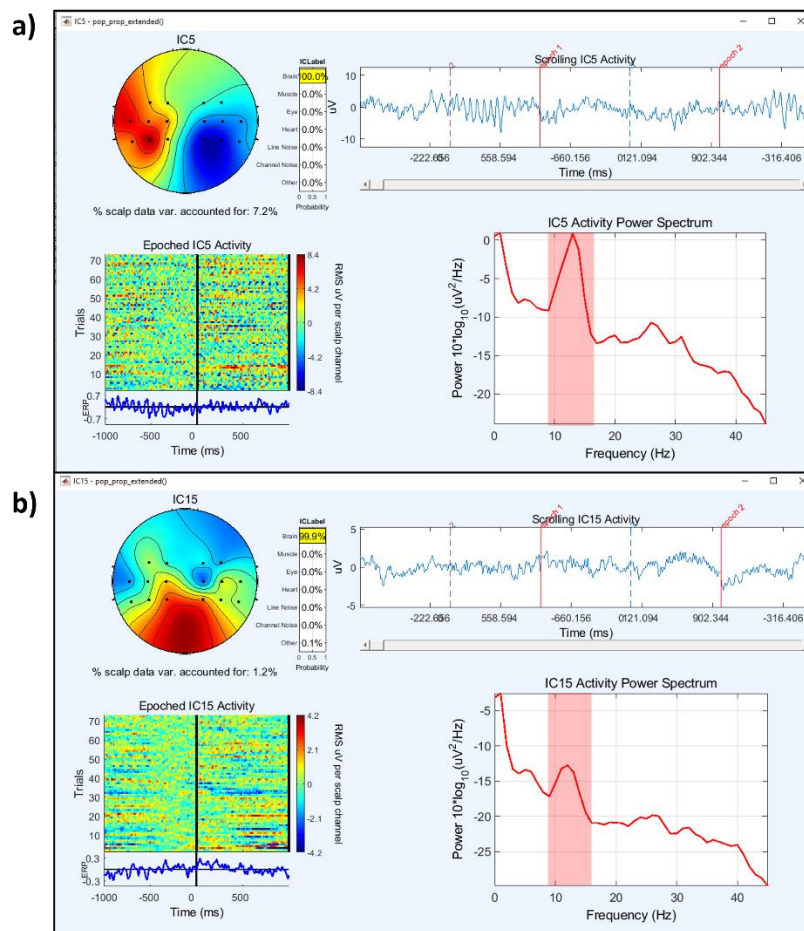 a)
IC5 - pop_prop_extended()
IC5
ICLabel
Brain 100.0%
Muscle 0.0%
Eye 0.0%
Heart 0.0%
Line Noise 0.0%
Channel Noise 0.0%
Other 0.0%
0 0.5 1
Probability
% scalp data var. accounted for: 7.2%
Scrolling IC5 Activity
epoch 1
epoch 2
uV
10
0
-10
558.594 -660.156 902.344 -316.406
Time (ms)
Epoched IC5 Activity
Trials
70
60
50
40
30
20
10
8.4
4.2
0
-4.2
-8.4
RMS uV per scalp channel
0.7
-0.7
ERP
-1000 -500 0 500
Time (ms)
IC5 Activity Power Spectrum
Power 10*log10(uV2/Hz)
0
-5
-10
-15
-20
0 10 20 30 40
Frequency (Hz)
b)
IC15 - pop_prop_extended()
IC15
ICLabel
Brain 99.9%
Muscle 0.0%
Eye 0.0%
Heart 0.0%
Line Noise 0.0%
Channel Noise 0.0%
Other 0.1%
0 0.5 1
Probability
% scalp data var. accounted for: 1.2%
Scrolling IC15 Activity
epoch 1
epoch 2
uV
5
0
-5
558.594 -660.156 902.344 -316.406
Time (ms)
Epoched IC15 Activity
Trials
70
60
50
40
30
20
10
4.2
2.1
0
-2.1
-4.2
RMS uV per scalp channel
0.3
-0.3
ERP
-1000 -500 0 500
Time (ms)
IC15 Activity Power Spectrum
Power 10*log10(uV2/Hz)
-5
-10
-15
-20
-25
0 10 20 30 40
Frequency (Hz)